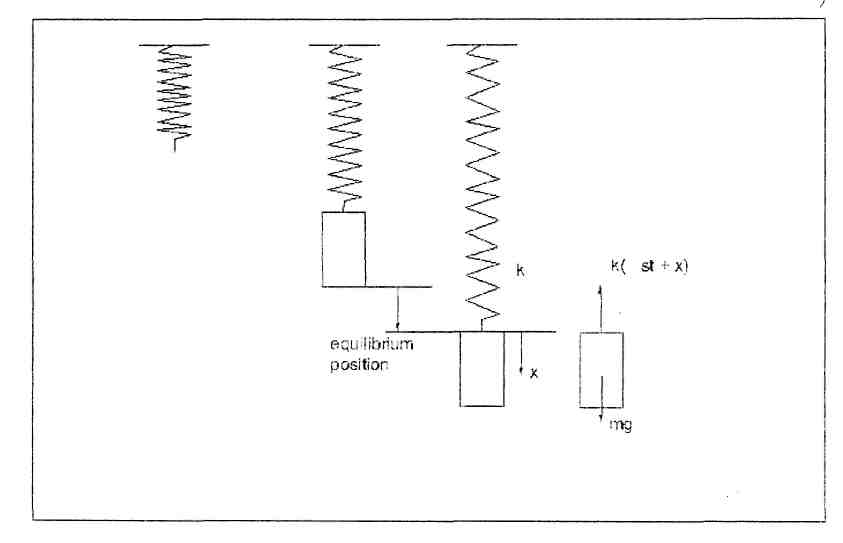 k
k( st + x)
equilibrium
position
x
mg